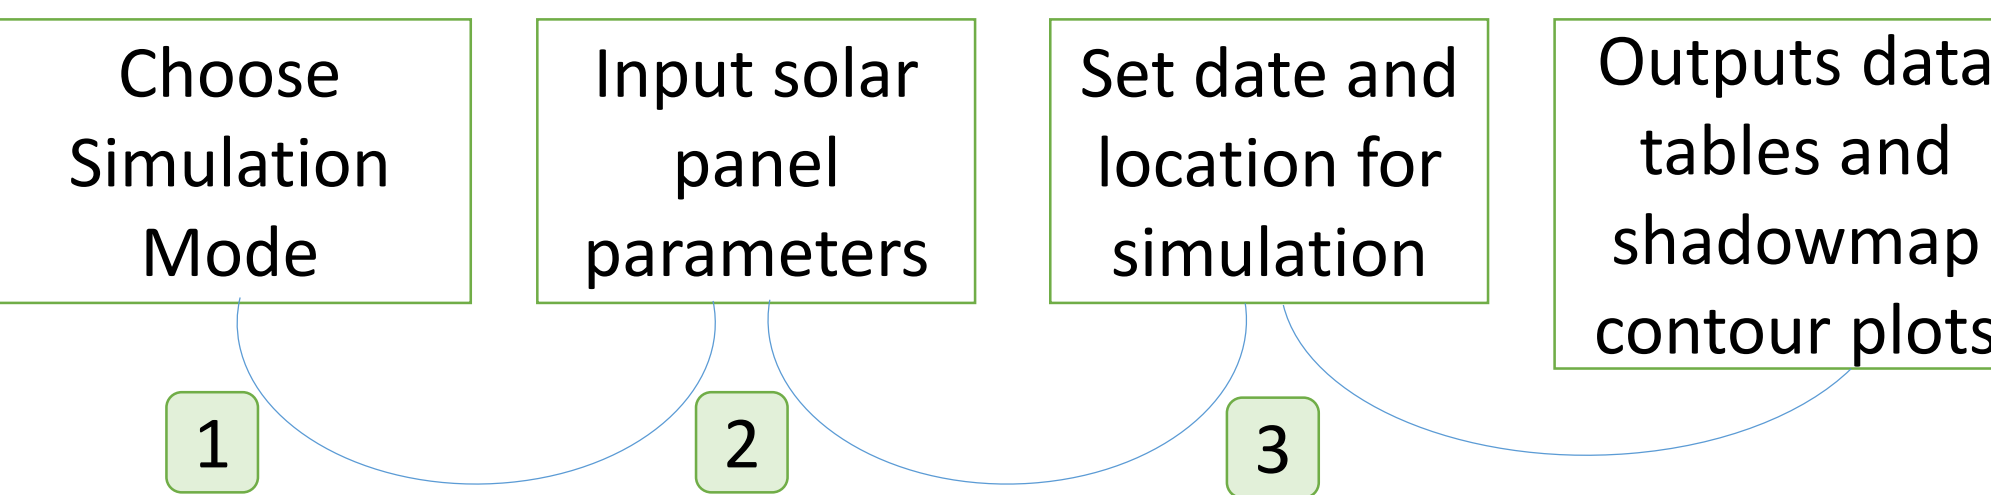 Choose
Simulation
Mode
Input solar
panel
parameters
Set date and
location for
simulation
Outputs data
tables and
shadowmap
contour plots
1
2
3